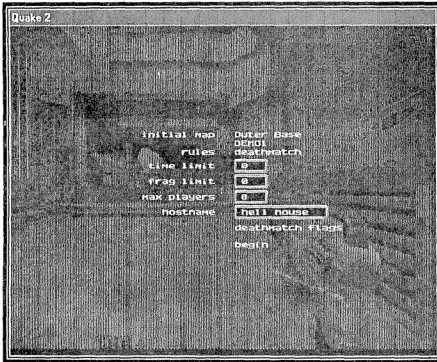 Quake 2
initial map Outer Base
DEMO1
rules deathmatch
time limit 0
frag limit 0
max players 8
hostname hell house
deathmatch flags
begin